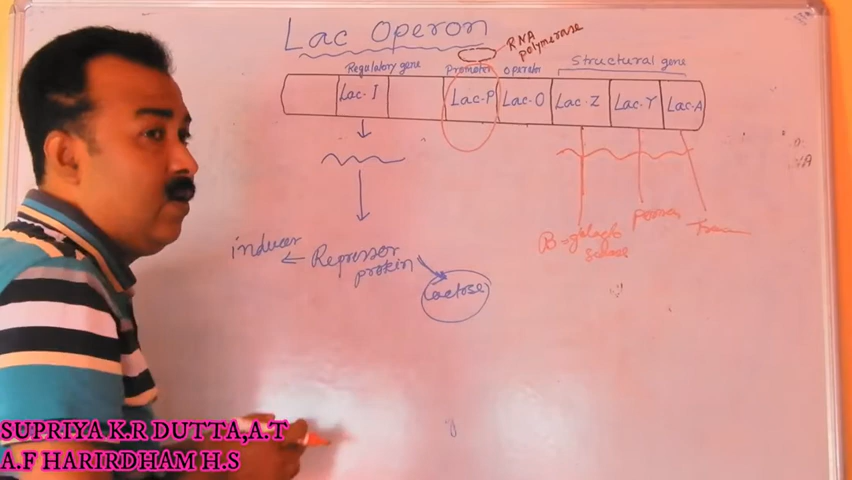 Lac Operon
RNA
polymerase
Regulatory gene
promoter
operator
Structural gene
Lac-I
Lac-P
Lac-O
Lac-Z
Lac-Y
Lac-A
inducer
Repressor
protein
Lactose
SUPRIYA K.R DUTTA,A.T
A.F HARIRDHAM H.S